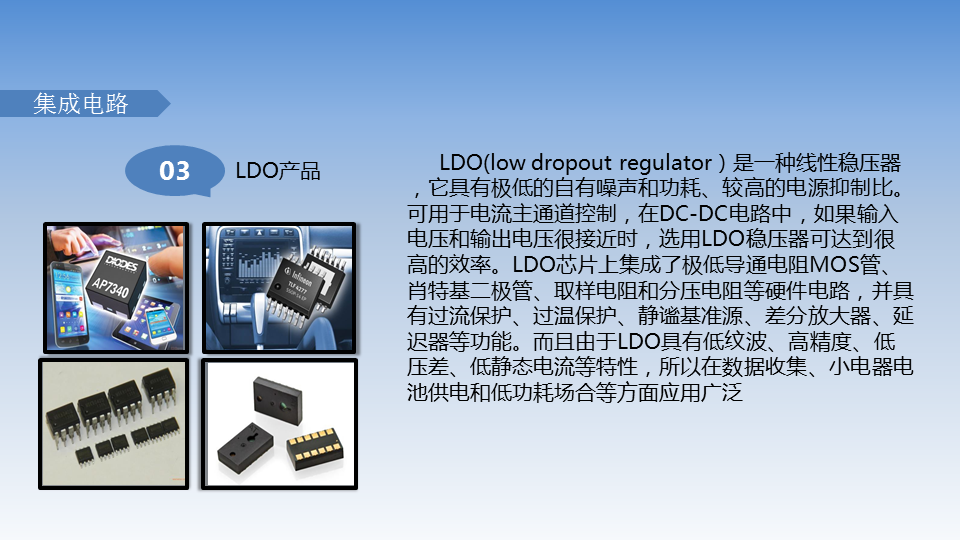 集成电路
03
LDO产品
LDO(low dropout regulator）是一种线性稳压器
，它具有极低的自有噪声和功耗、较高的电源抑制比。
可用于电流主通道控制，在DC-DC电路中，如果输入
电压和输出电压很接近时，选用LDO稳压器可达到很
高的效率。LDO芯片上集成了极低导通电阻MOS管、
肖特基二极管、取样电阻和分压电阻等硬件电路，并具
有过流保护、过温保护、静谧基准源、差分放大器、延
迟器等功能。而且由于LDO具有低纹波、高精度、低
压差、低静态电流等特性，所以在数据收集、小电器电
池供电和低功耗场合等方面应用广泛
DIODES
AP7340
Infineon
TLF4277